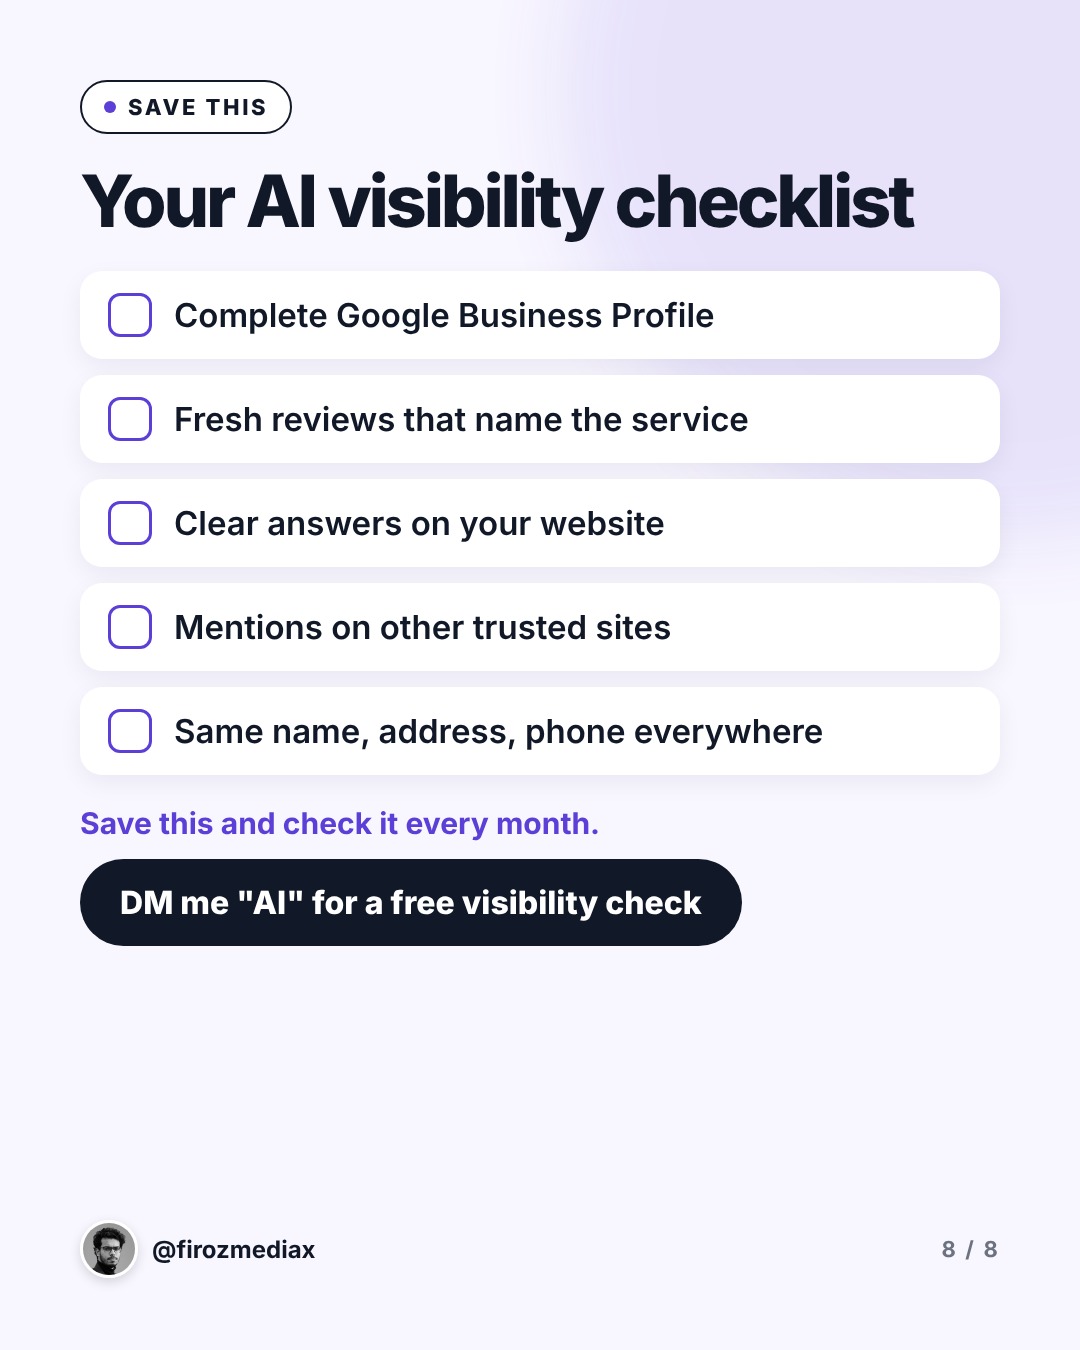 SAVE THIS
Your AI visibility checklist
Complete Google Business Profile
Fresh reviews that name the service
Clear answers on your website
Mentions on other trusted sites
Same name, address, phone everywhere
Save this and check it every month.
DM me "AI" for a free visibility check
@firozmediax
8 / 8